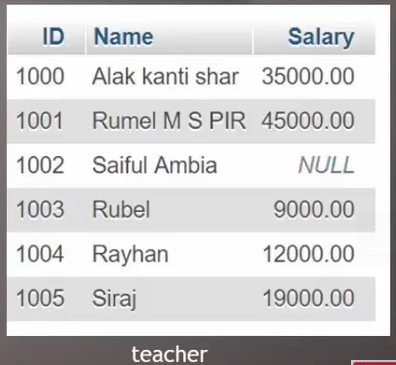 ID Name Salary
1000 Alak kanti shar 35000.00
1001 Rumel M S PIR 45000.00
1002 Saiful Ambia NULL
1003 Rubel 9000.00
1004 Rayhan 12000.00
1005 Siraj 19000.00
teacher